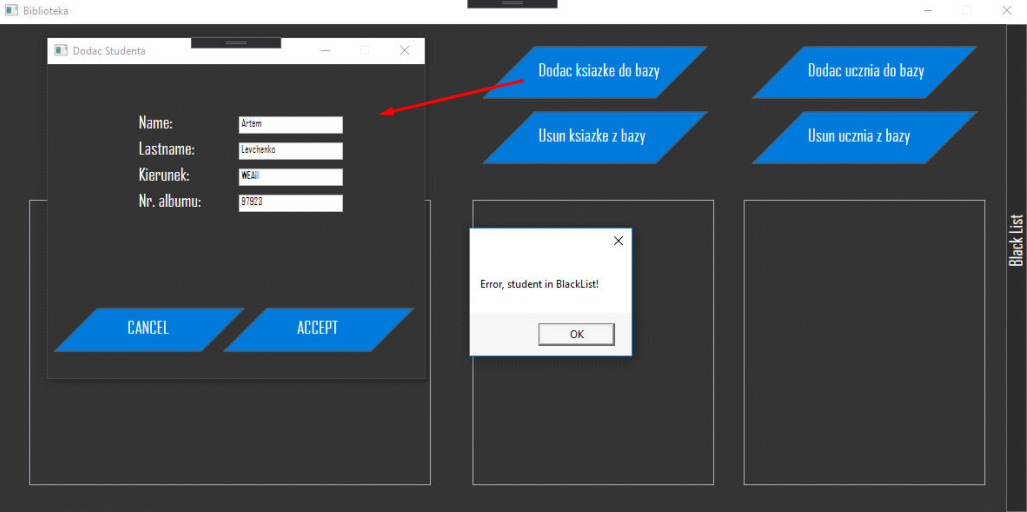 Biblioteka
Dodac Studenta
Name: Artem
Lastname: Levchenko
Kierunek: WEAiI
Nr. albumu: 97923
CANCEL
ACCEPT
Dodac ksiazke do bazy
Dodac ucznia do bazy
Usun ksiazke z bazy
Usun ucznia z bazy
Error, student in BlackList!
OK
Black List